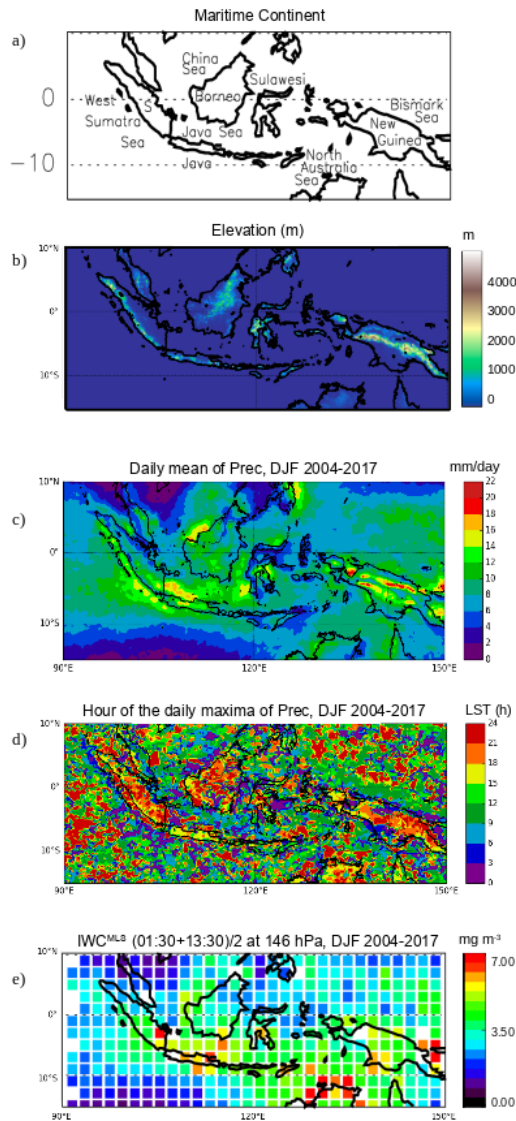 Maritime Continent
a)
China
Sea
Sulawesi
0
West
S
Borneo
Bismark
Sea
Sumatra
Java Sea
New
Guinea
Sea
-10
Java
North
Australia
Sea
Elevation (m)
b)
m
10°N
0°
10°S
4000
3000
2000
1000
0
Daily mean of Prec, DJF 2004-2017
mm/day
c)
10°N
0°
10°S
90°E
120°E
150°E
22
20
18
16
14
12
10
8
6
4
2
0
Hour of the daily maxima of Prec, DJF 2004-2017
LST (h)
d)
10°N
0°
10°S
90°E
120°E
150°E
24
21
18
15
12
9
6
3
0
IWCMLS (01:30+13:30)/2 at 146 hPa, DJF 2004-2017
mg m-3
e)
10°N
0°
10°S
90°E
120°E
150°E
7.00
3.50
0.00